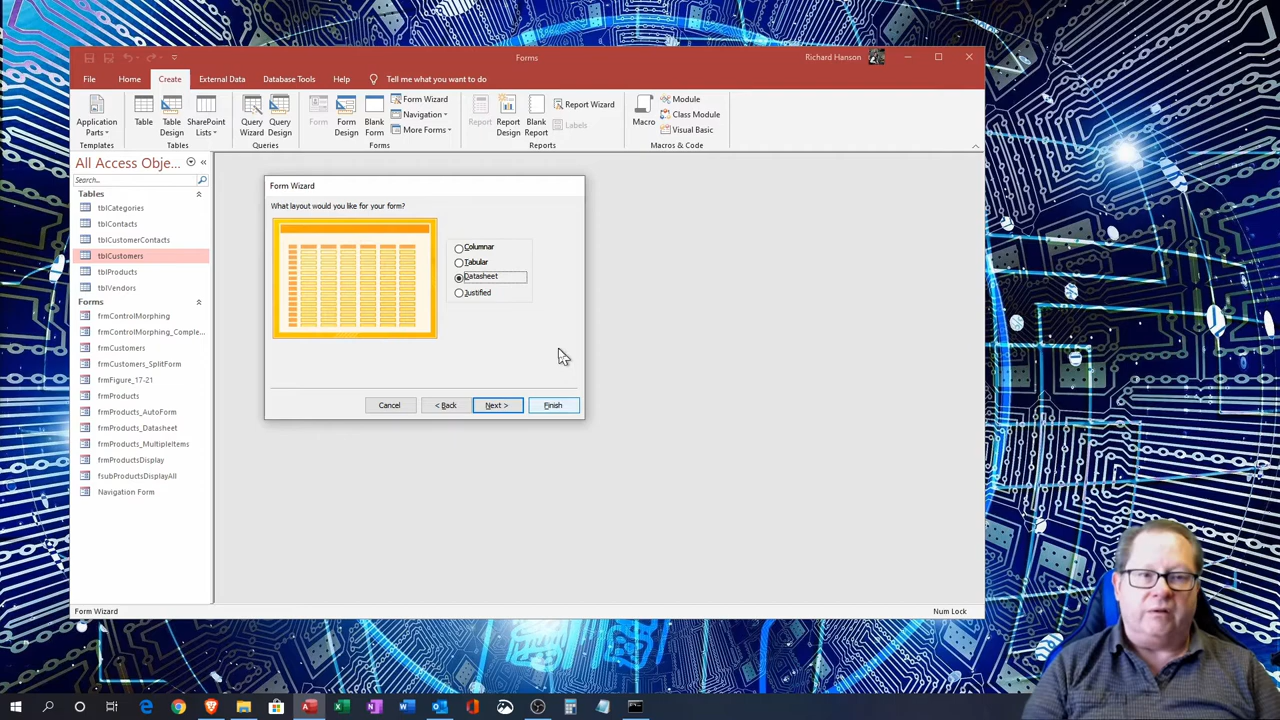 Forms
Richard Hanson
File Home Create External Data Database Tools Help Tell me what you want to do
Application Parts
Templates
Table
Table Design
SharePoint Lists
Tables
Query Wizard
Query Design
Queries
Form
Form Design
Blank Form
Form Wizard
Navigation
More Forms
Forms
Report
Report Design
Blank Report
Report Wizard
Labels
Reports
Macro
Module
Class Module
Visual Basic
Macros & Code
All Access Obje...
Search...
Tables
tblCategories
tblContacts
tblCustomerContacts
tblCustomers
tblProducts
tblVendors
Forms
frmControlMorphing
frmControlMorphing_Comple...
frmCustomers
frmCustomers_SplitForm
frmFigure_17-21
frmProducts
frmProducts_AutoForm
frmProducts_Datasheet
frmProducts_MultipleItems
frmProductsDisplay
fsubProductsDisplayAll
Navigation Form
Form Wizard
What layout would you like for your form?
Columnar
Tabular
Datasheet
Justified
Cancel < Back Next > Finish
Form Wizard
Num Lock